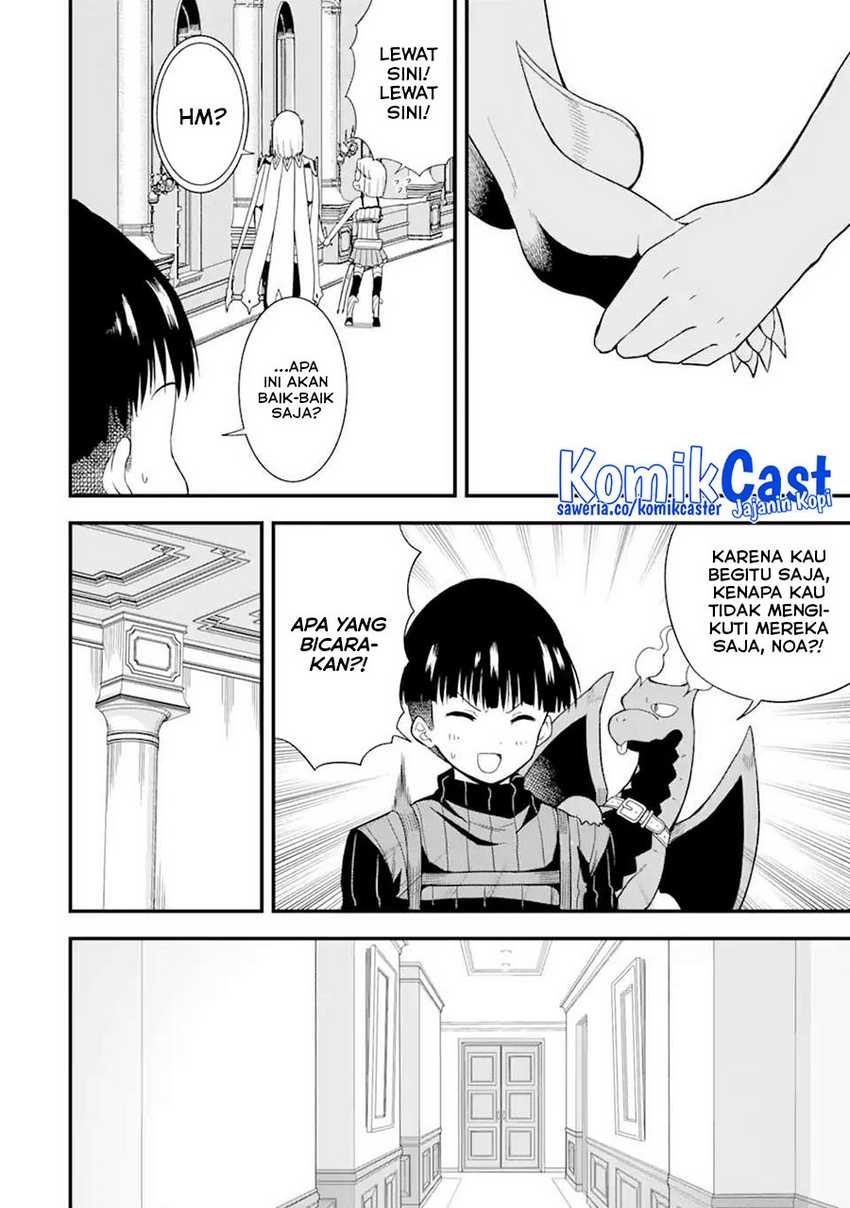 LEWAT
SINI!
LEWAT
SINI!
HM?
...APA
INI AKAN
BAIK-BAIK
SAJA?
KomikCast
saweria.co/komikcaster
Jajanin Kopi
KARENA KAU
BEGITU SAJA,
KENAPA KAU
TIDAK MENGI-
KUTI MEREKA
SAJA, NOA?!
APA YANG
BICARA-
KAN?!